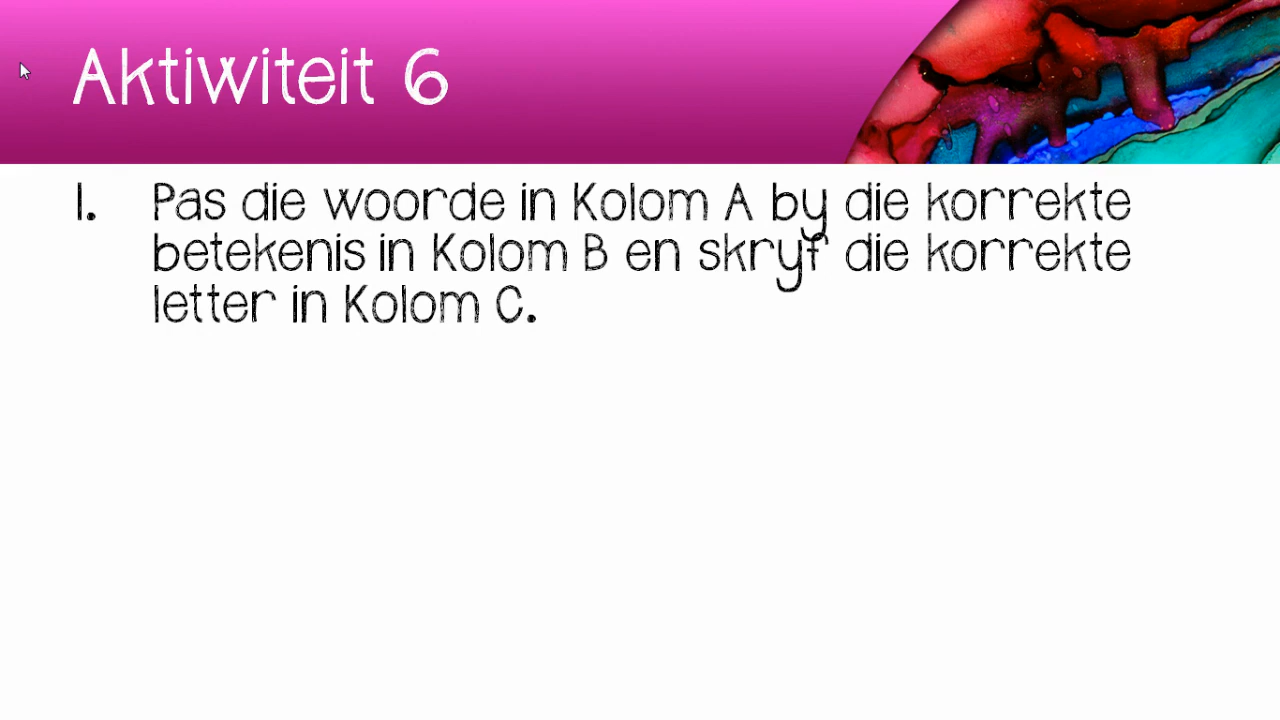 Aktiwiteit 6
1. Pas die woorde in Kolom A by die korrekte
betekenis in Kolom B en skryf die korrekte
letter in Kolom C.